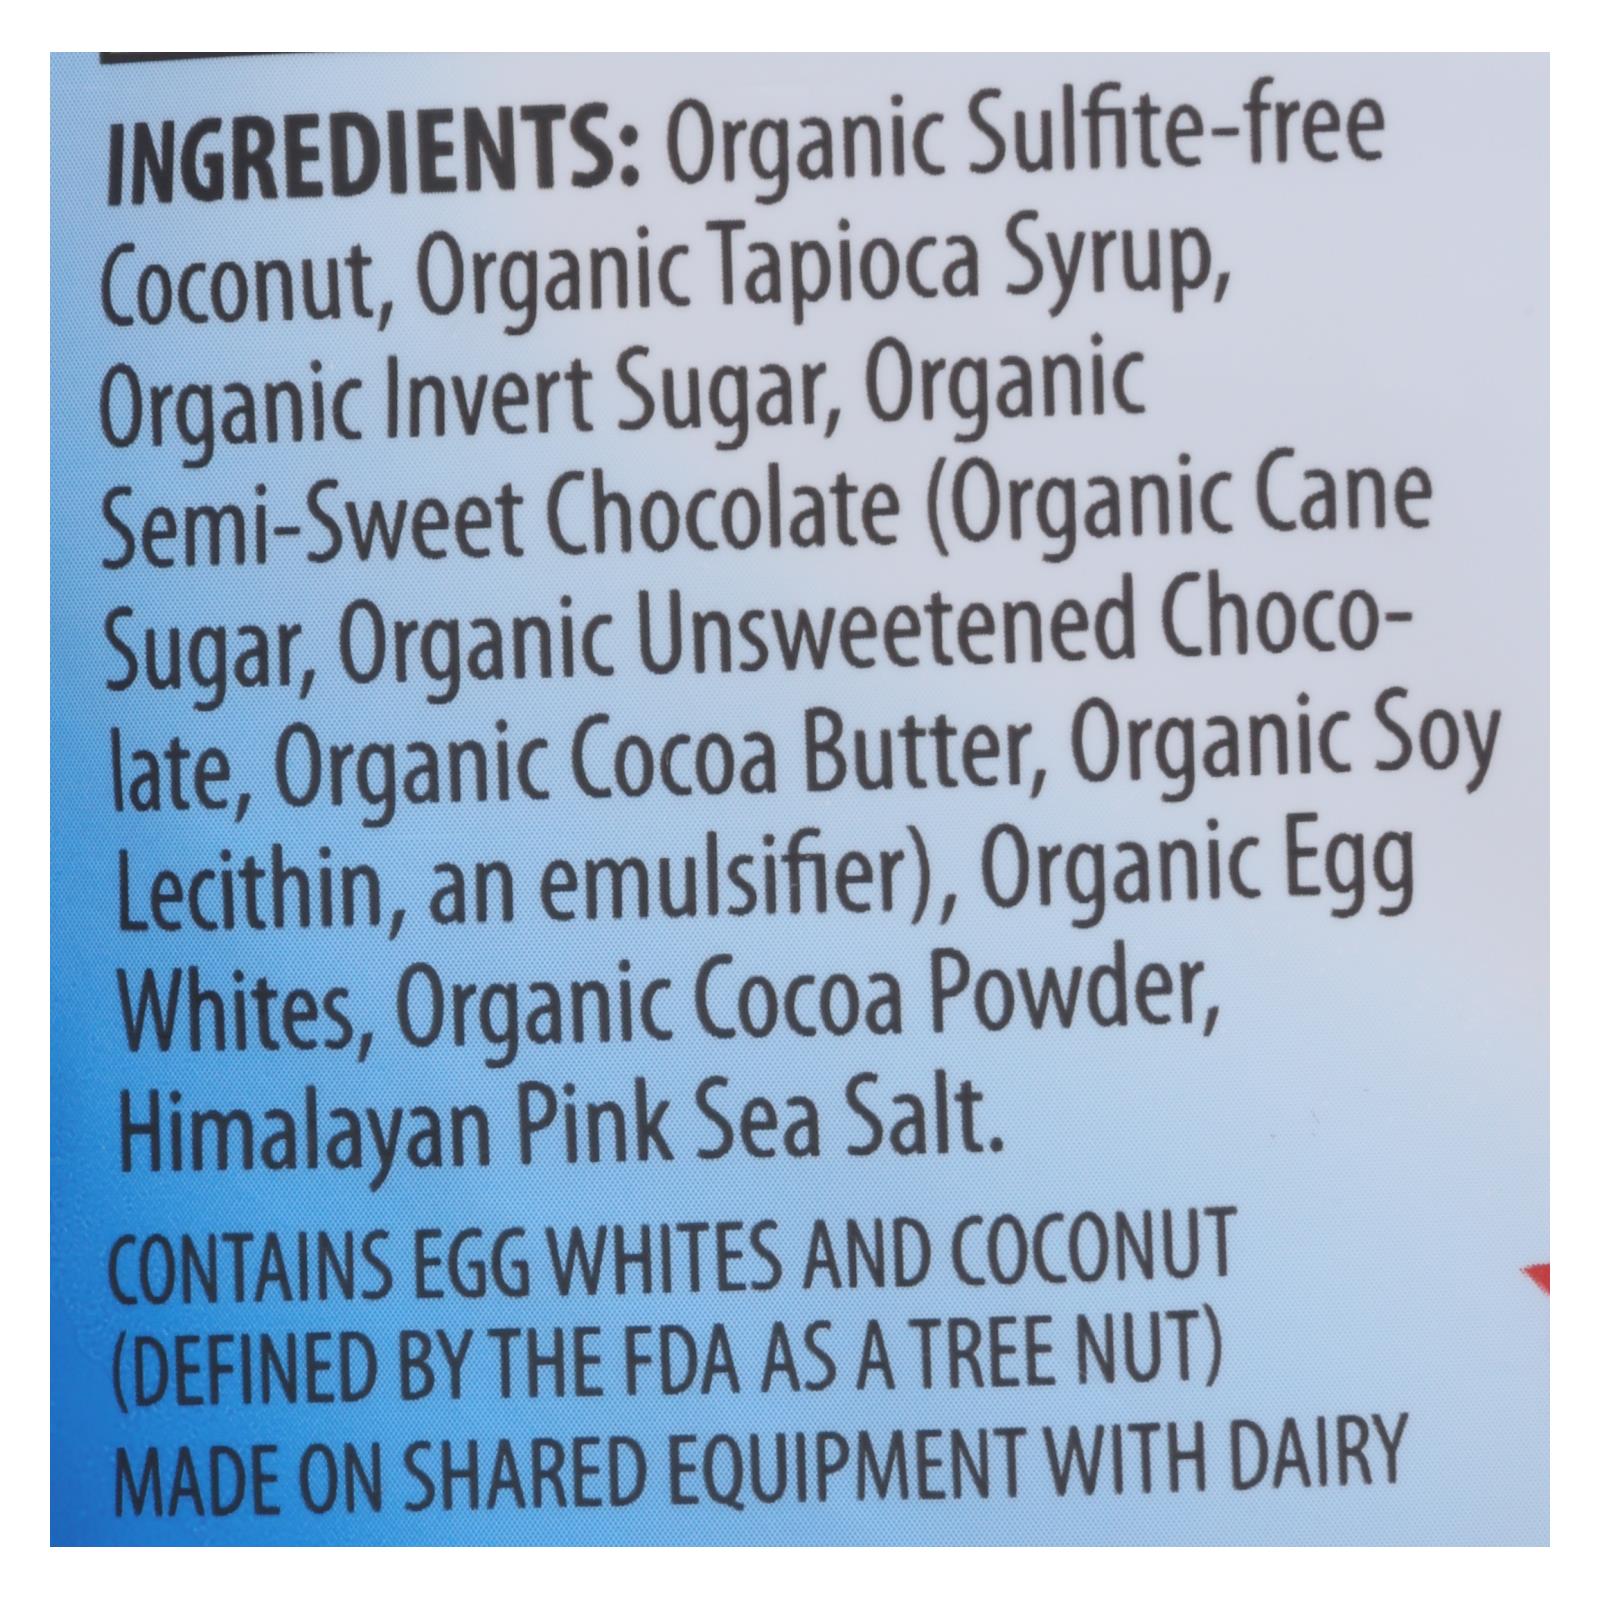 INGREDIENTS: Organic Sulfite-free
Coconut, Organic Tapioca Syrup,
Organic Invert Sugar, Organic
Semi-Sweet Chocolate (Organic Cane
Sugar, Organic Unsweetened Choco-
late, Organic Cocoa Butter, Organic Soy
Lecithin, an emulsifier), Organic Egg
Whites, Organic Cocoa Powder,
Himalayan Pink Sea Salt.
CONTAINS EGG WHITES AND COCONUT
(DEFINED BY THE FDA AS A TREE NUT)
MADE ON SHARED EQUIPMENT WITH DAIRY